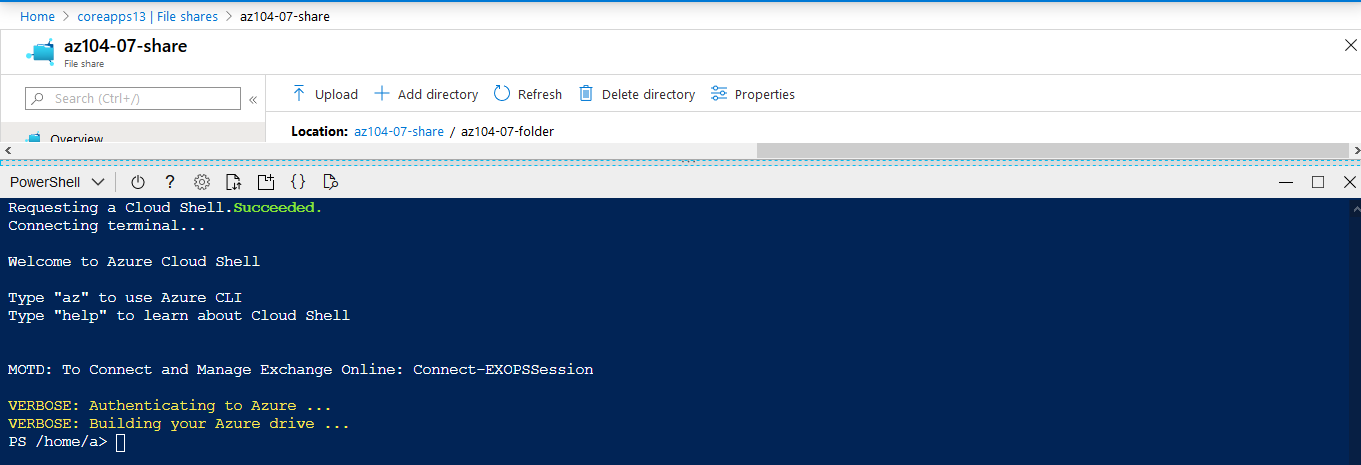 Home > coreapps13 | File shares > az104-07-share
az104-07-share
File share
Search (Ctrl+/)
«
Upload
Add directory
Refresh
Delete directory
Properties
Overview
Location: az104-07-share / az104-07-folder
PowerShell
?
{}
Requesting a Cloud Shell.Succeeded.
Connecting terminal...
Welcome to Azure Cloud Shell
Type "az" to use Azure CLI
Type "help" to learn about Cloud Shell
MOTD: To Connect and Manage Exchange Online: Connect-EXOPSSession
VERBOSE: Authenticating to Azure ...
VERBOSE: Building your Azure drive ...
PS /home/a>